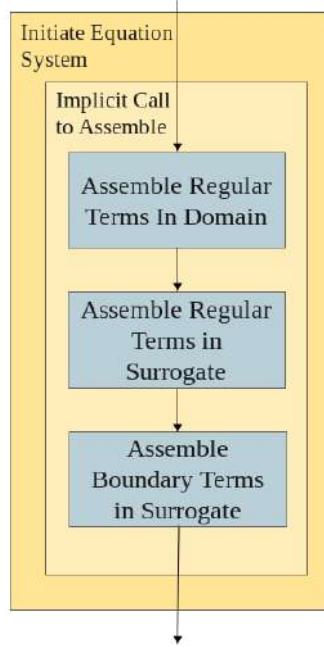 Initiate Equation
System
Implicit Call
to Assemble
Assemble Regular
Terms In Domain
Assemble Regular
Terms in
Surrogate
Assemble
Boundary Terms
in Surrogate